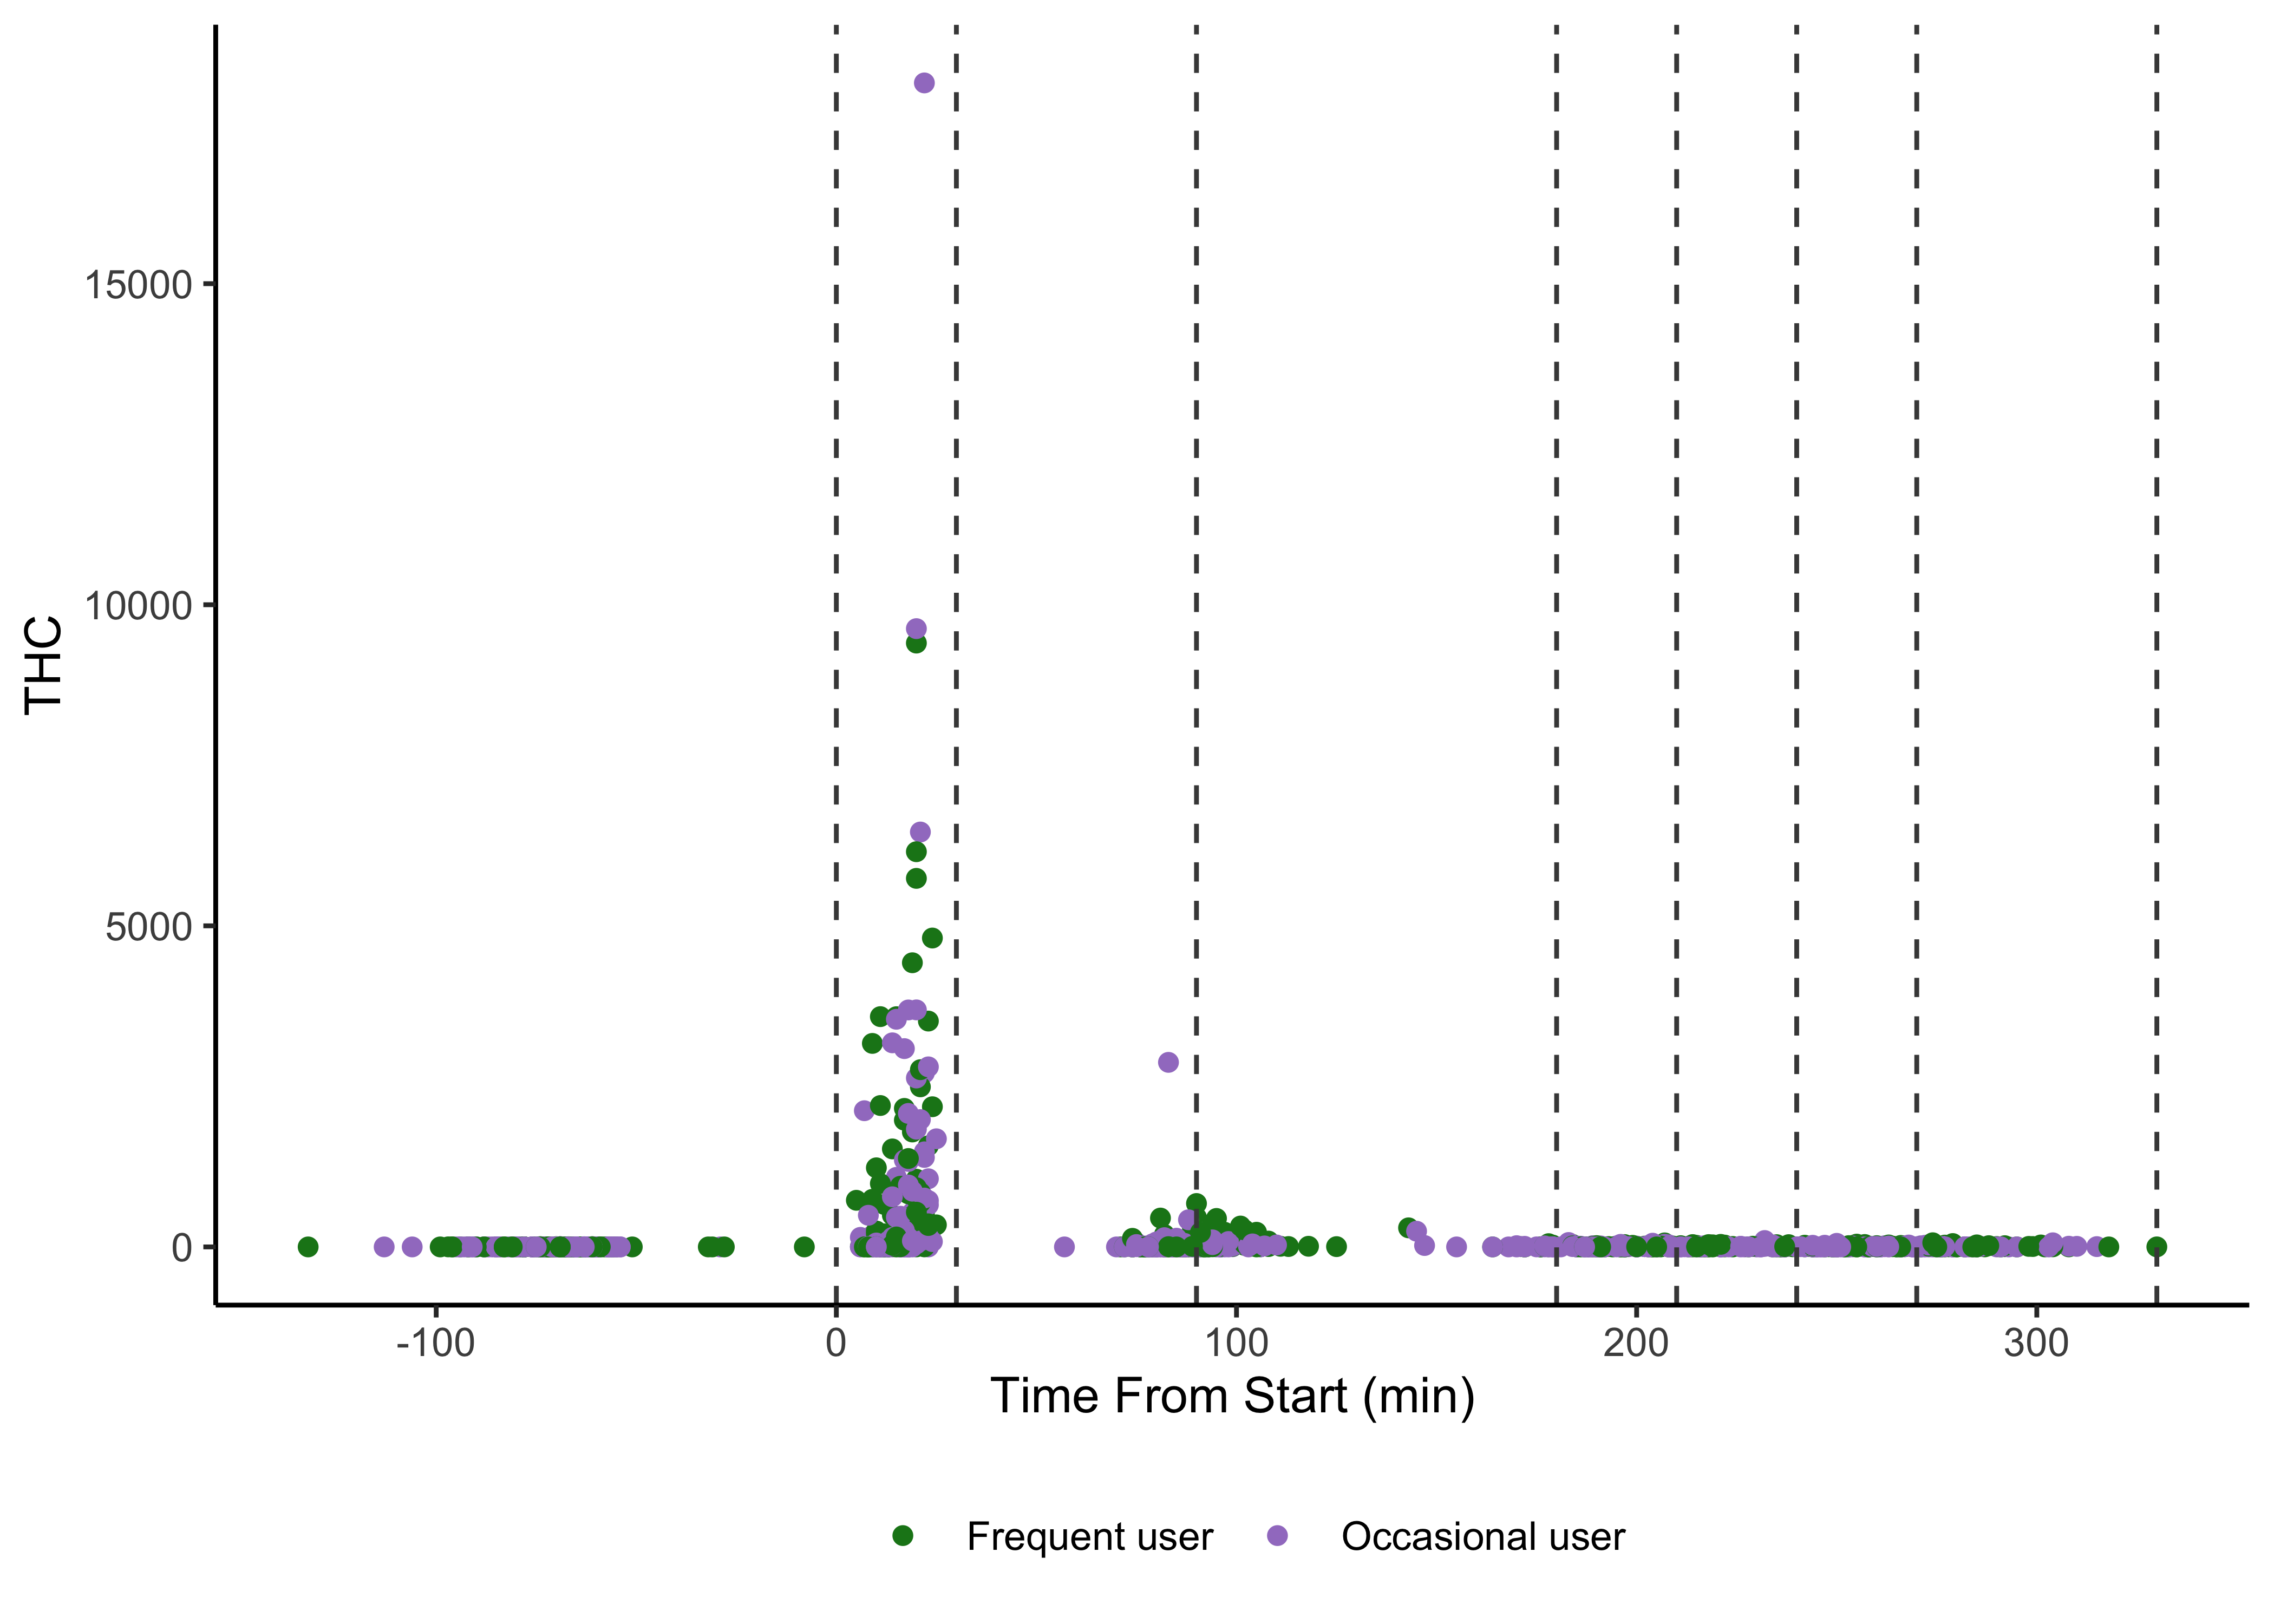 THC
15000
10000
5000
0
-100 0 100 200 300
Time From Start (min)
Frequent user Occasional user